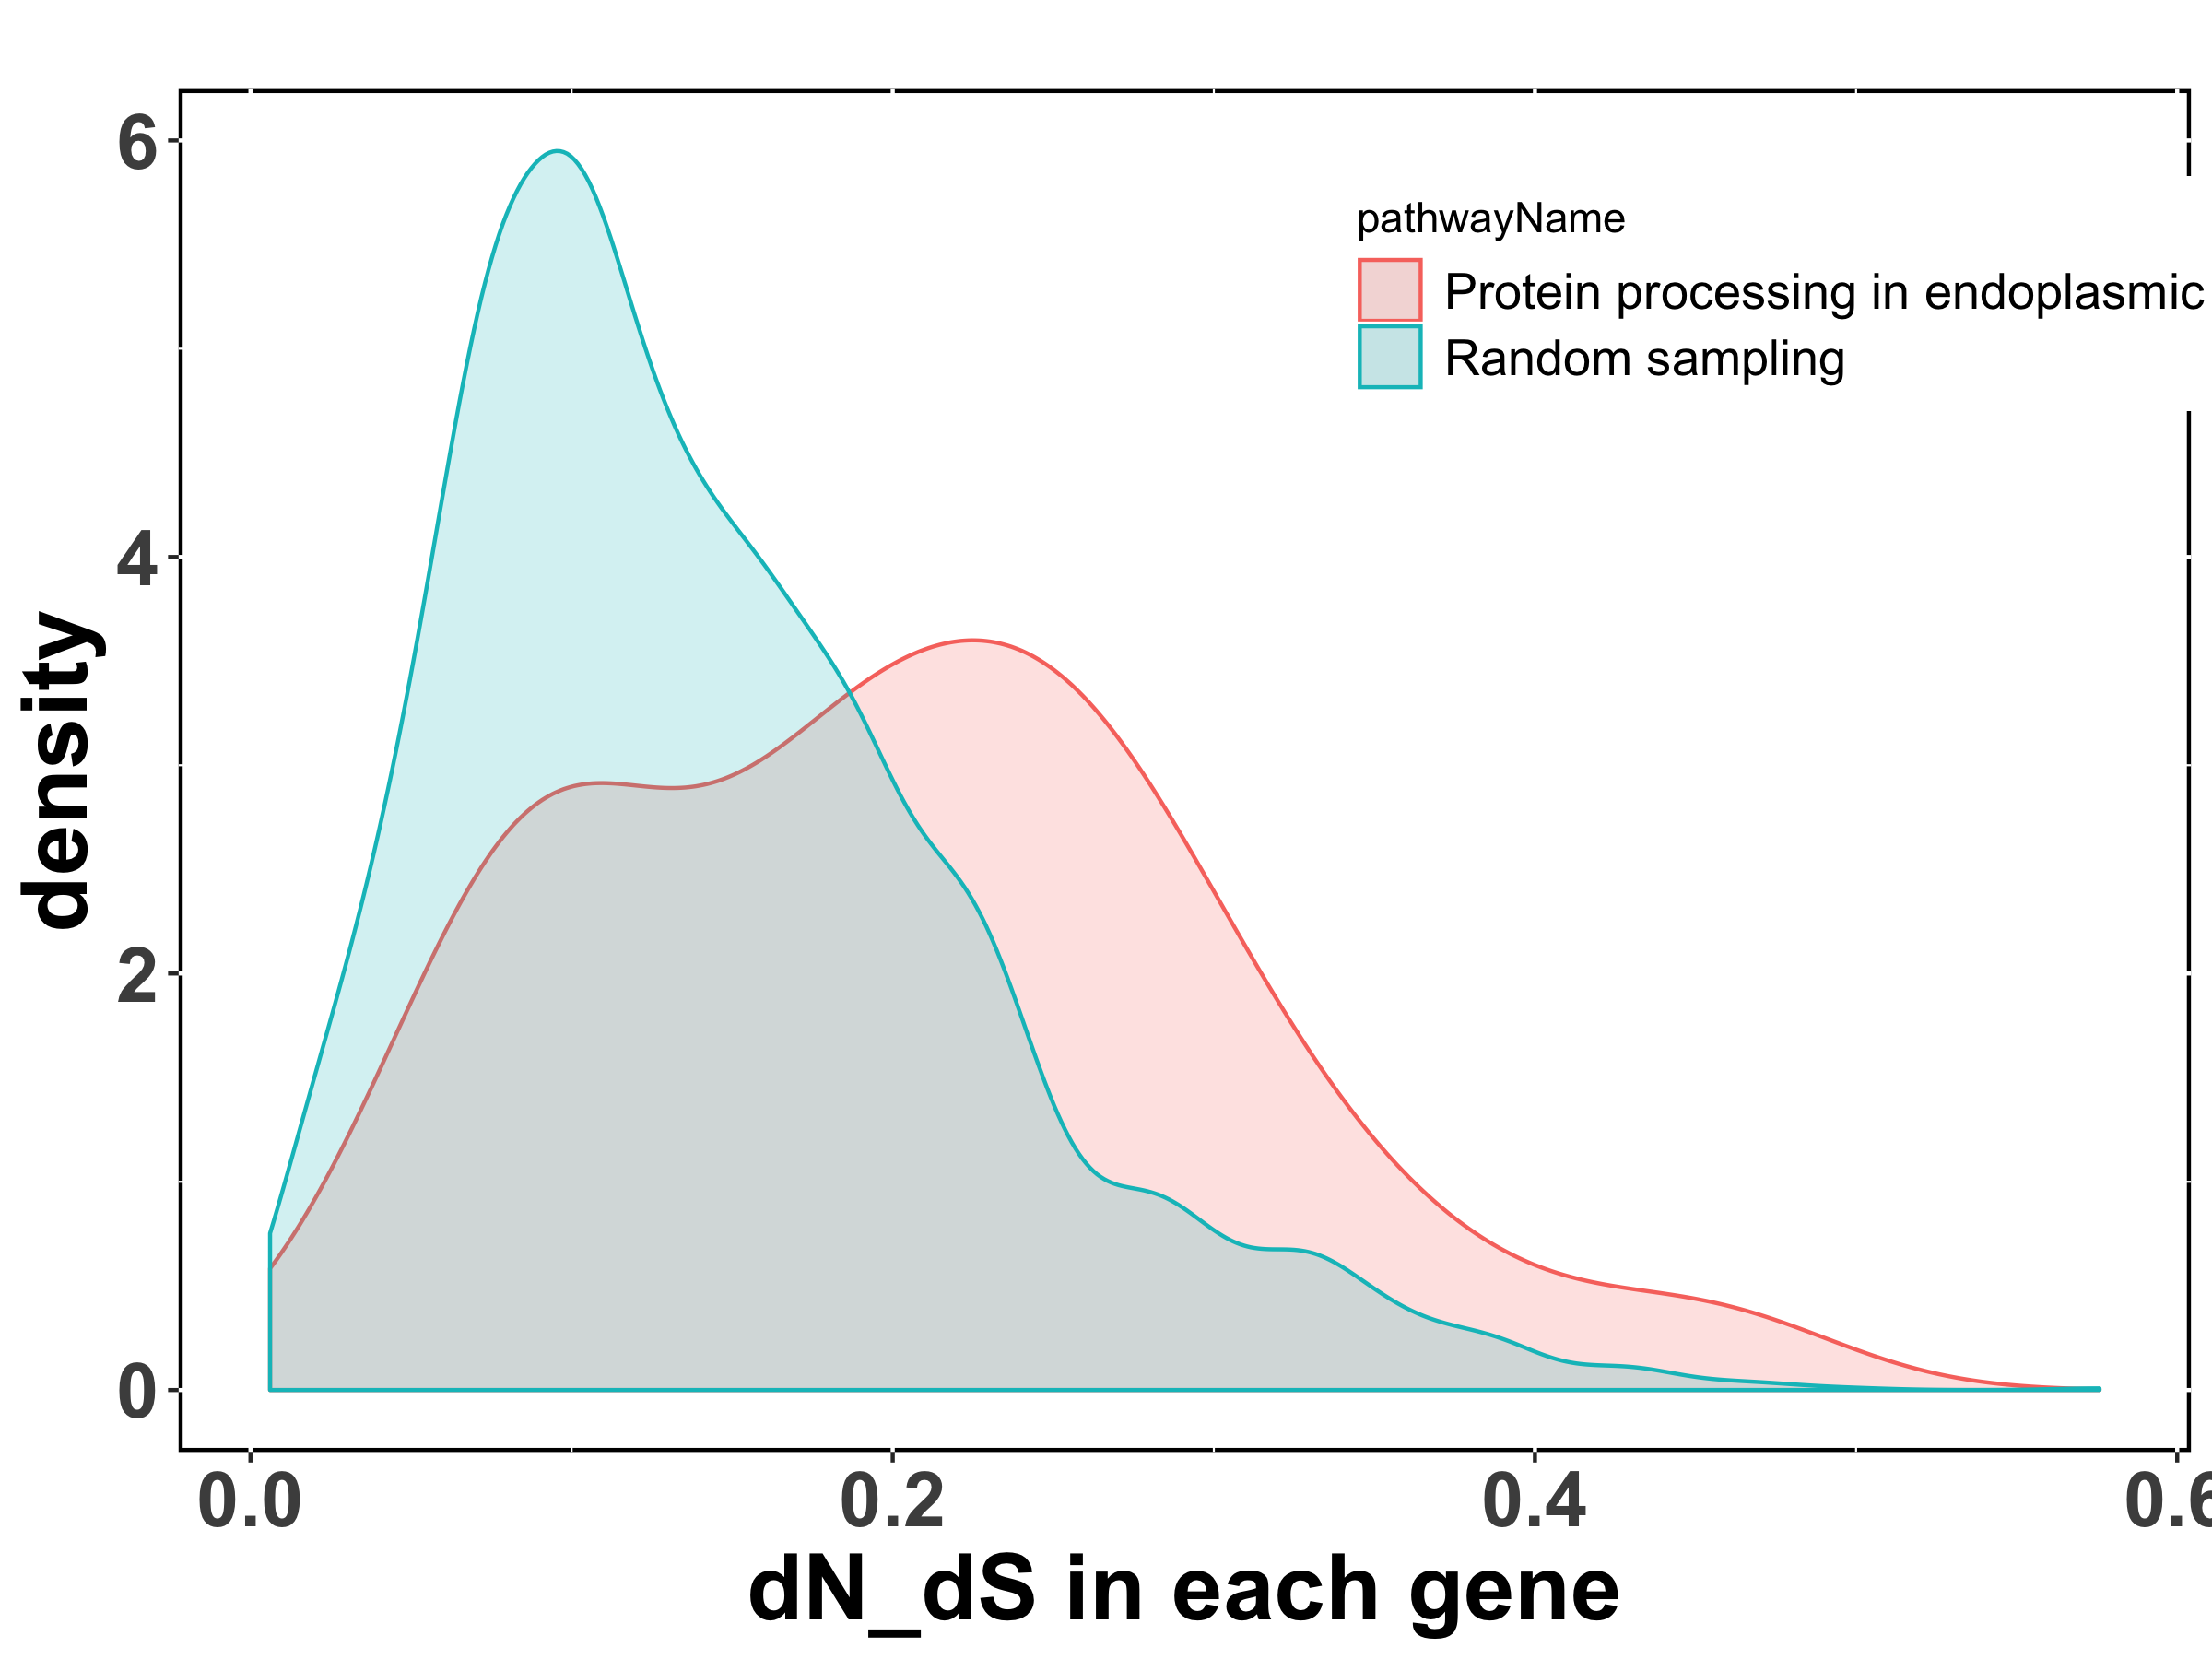 6
4
2
0
density
pathwayName
Protein processing in endoplasmic
Random sampling
0.0
0.2
0.4
0.6
dN_dS in each gene